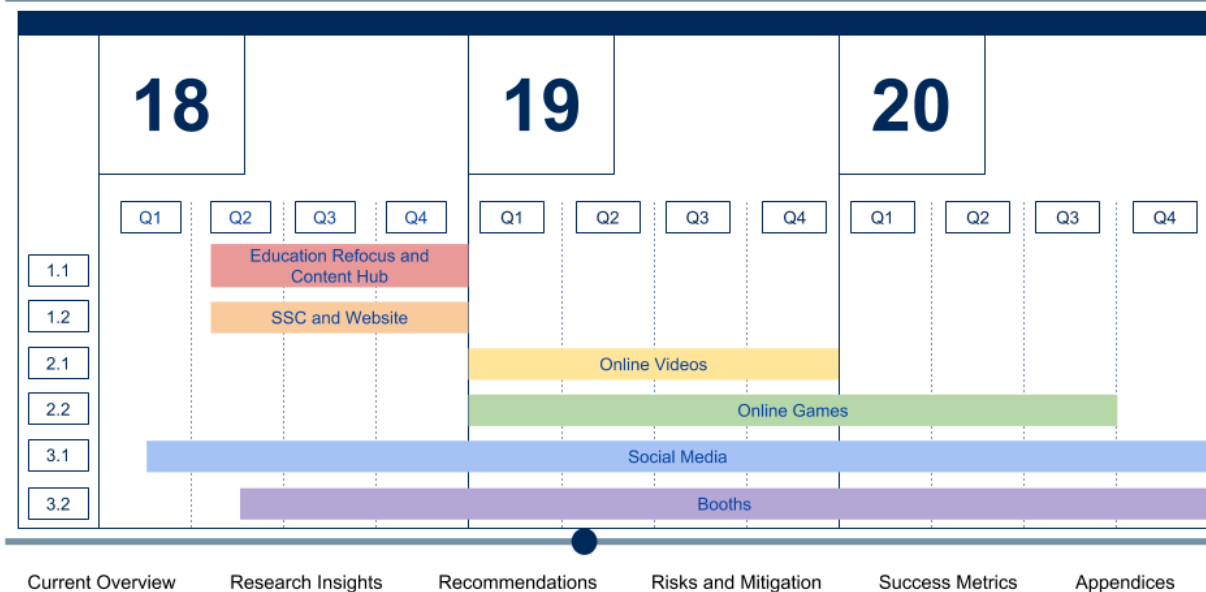 18
19
20
Q1
Q2
Q3
Q4
Q1
Q2
Q3
Q4
Q1
Q2
Q3
Q4
1.1
Education Refocus and
Content Hub
1.2
SSC and Website
2.1
Online Videos
2.2
Online Games
3.1
Social Media
3.2
Booths
Current Overview
Research Insights
Recommendations
Risks and Mitigation
Success Metrics
Appendices